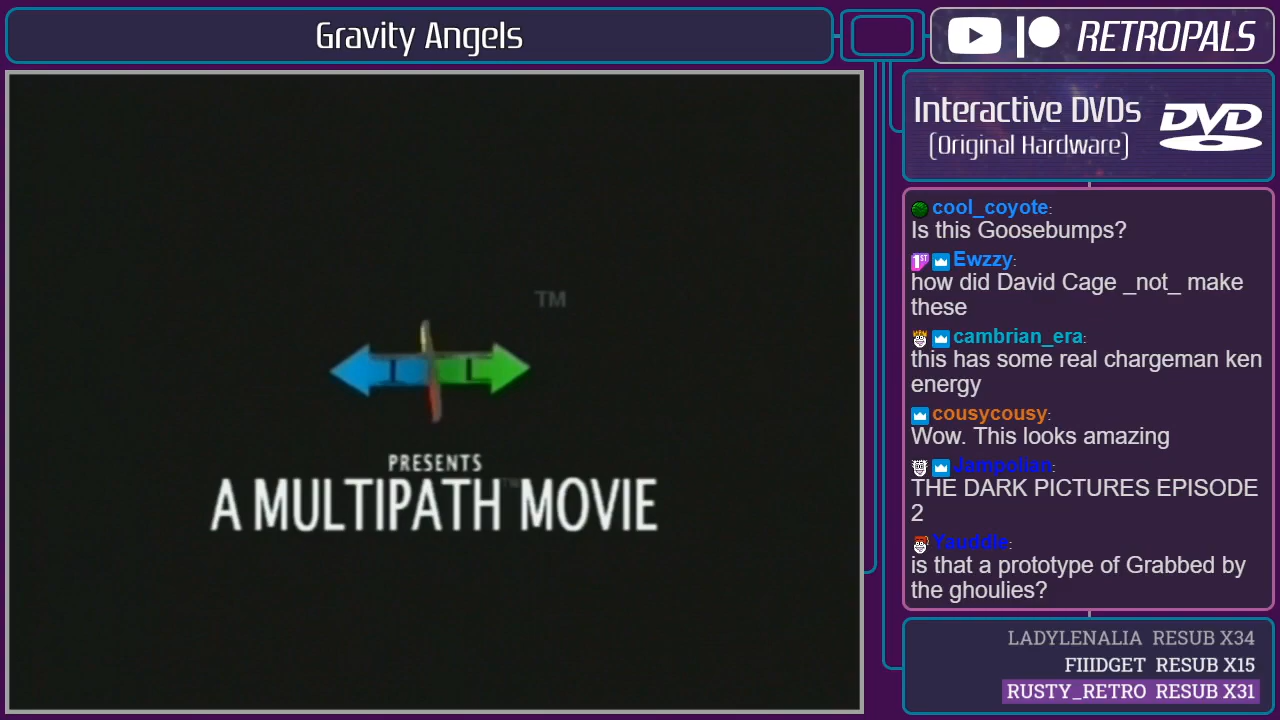 Gravity Angels
RETROPALS
Interactive DVDs
(Original Hardware)
DVD
cool_coyote:
Is this Goosebumps?
1ST Ewzzy:
how did David Cage _not_ make
these
cambrian_era:
this has some real chargeman ken
energy
cousycousy:
Wow. This looks amazing
Jampolian:
THE DARK PICTURES EPISODE
2
Yauddle:
is that a prototype of Grabbed by
the ghoulies?
TM
PRESENTS
A MULTIPATH™ MOVIE
LADYLENALIA RESUB X34
FIIIDGET RESUB X15
RUSTY_RETRO RESUB X31